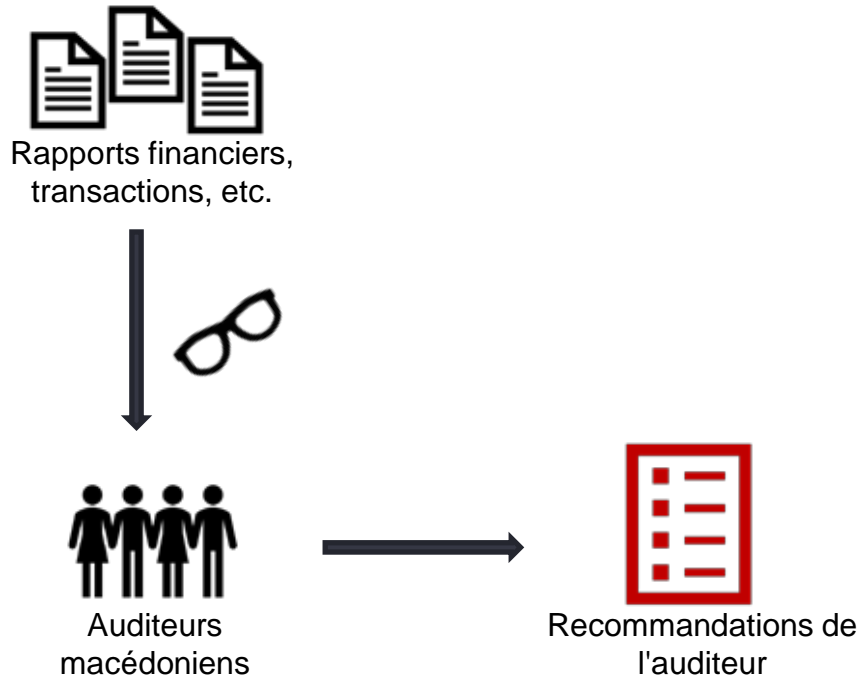 Rapports financiers,
transactions, etc.
Auditeurs
macédoniens
Recommandations de
l'auditeur